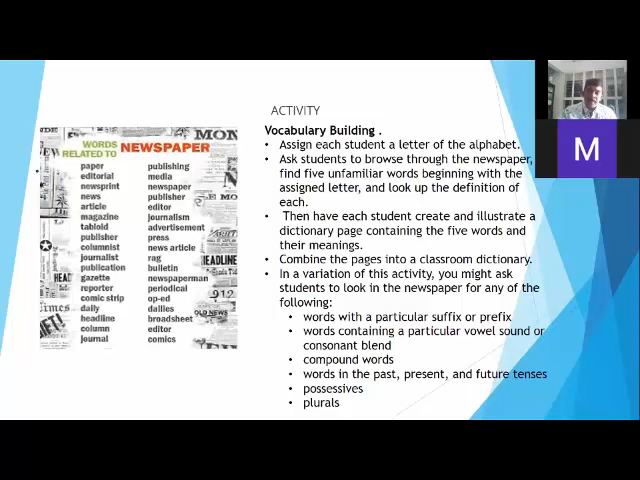 ACTIVITY
Vocabulary Building .
• Assign each student a letter of the alphabet.
• Ask students to browse through the newspaper,
find five unfamiliar words beginning with the
assigned letter, and look up the definition of
each.
• Then have each student create and illustrate a
dictionary page containing the five words and
their meanings.
• Combine the pages into a classroom dictionary.
• In a variation of this activity, you might ask
students to look in the newspaper for any of the
following:
• words with a particular suffix or prefix
• words containing a particular vowel sound or
consonant blend
• compound words
• words in the past, present, and future tenses
• possessives
• plurals
WORDS
RELATED TO NEWSPAPER
paper
editorial
newsprint
news
article
magazine
tabloid
publisher
columnist
journalist
publication
gazette
reporter
comic strip
daily
headline
column
journal
publishing
media
newspaper
publisher
editor
journalism
advertisement
press
news article
rag
bulletin
newspaperman
periodical
op-ed
dailies
broadsheet
editor
comics
MON
HEADLINE
912
OLD NEWS
M